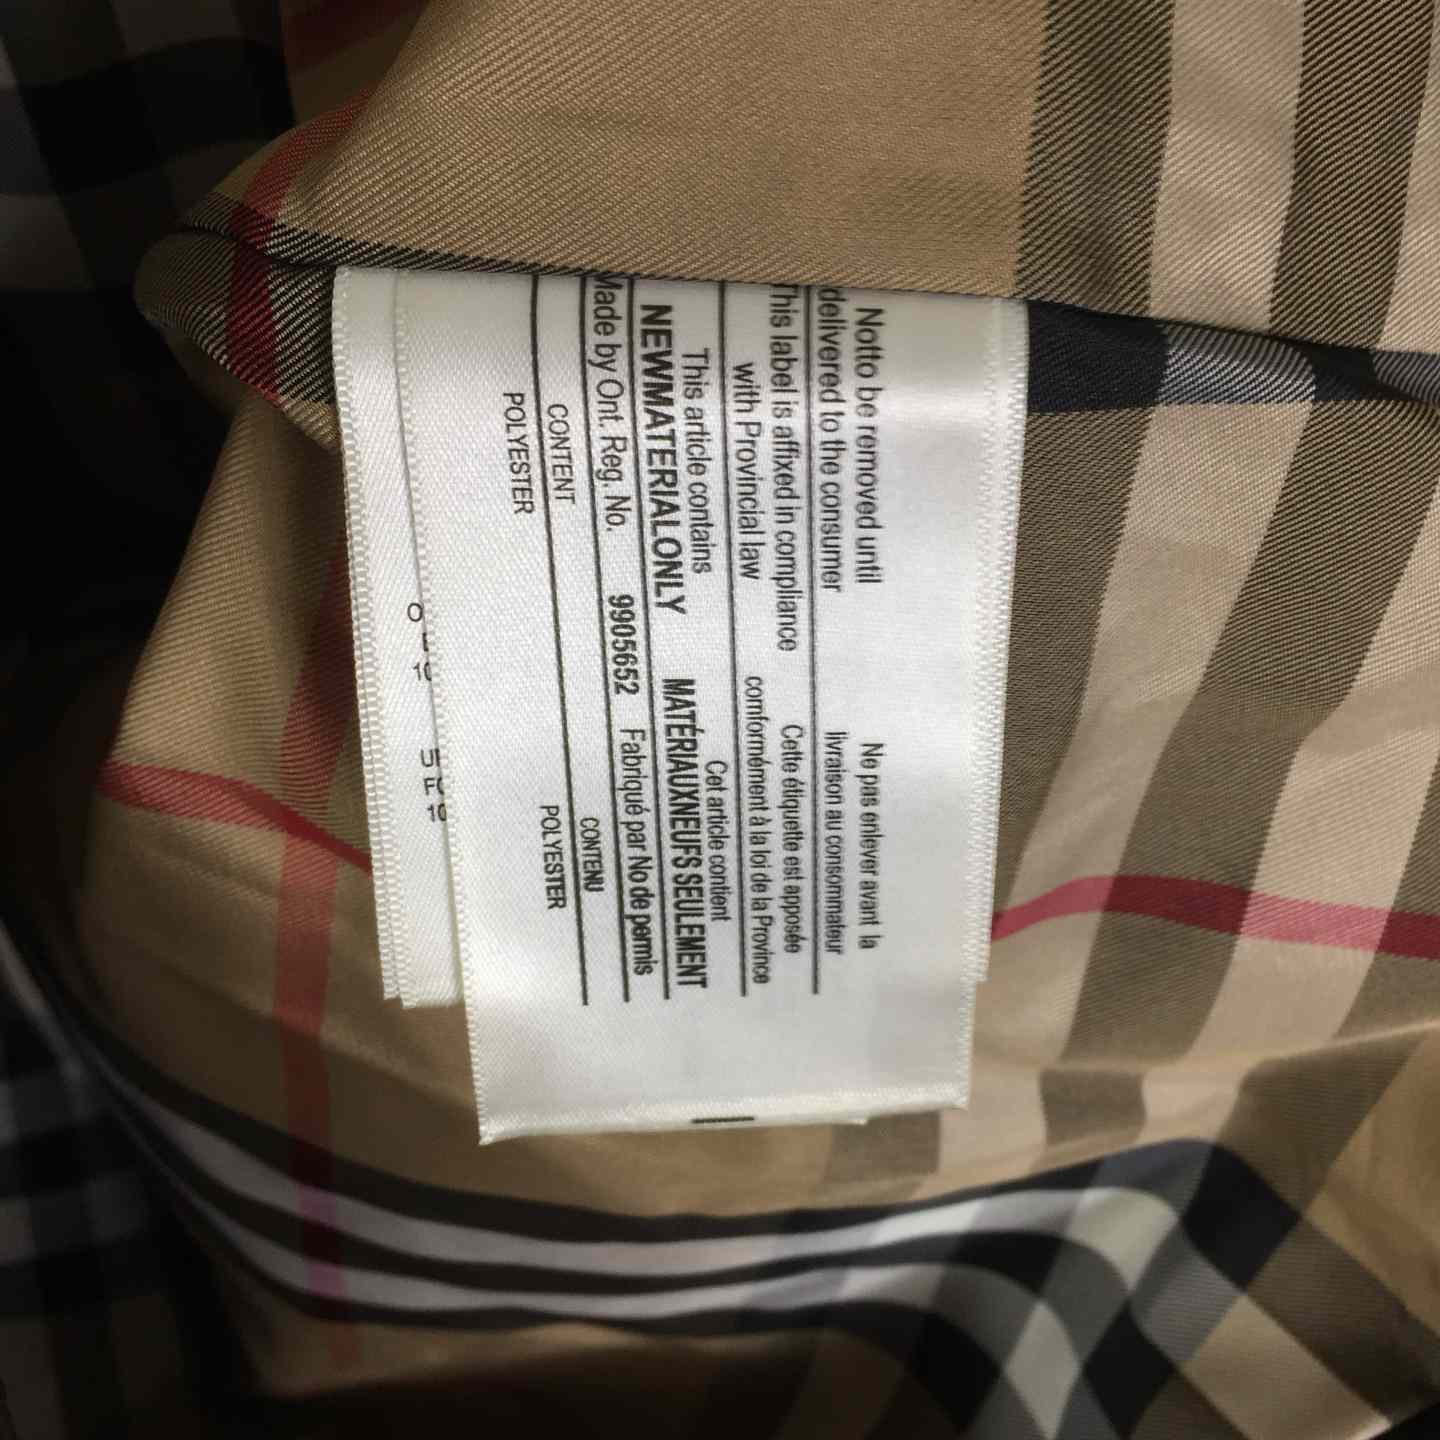 Notto be removed until
delivered to the consumer
This label is affixed in compliance
with Provincial law
This article contains
NEWMATERIALONLY
Made by Ont. Reg. No. 9905652
CONTENT
POLYESTER
Ne pas enlever avant la
livraison au consommateur
Cette étiquette est apposée
comformément à la loi de la Province
Cet article contient
MATÉRIAUXNEUFS SEULEMENT
Fabriqué par No de permis
CONTENU
POLYESTER